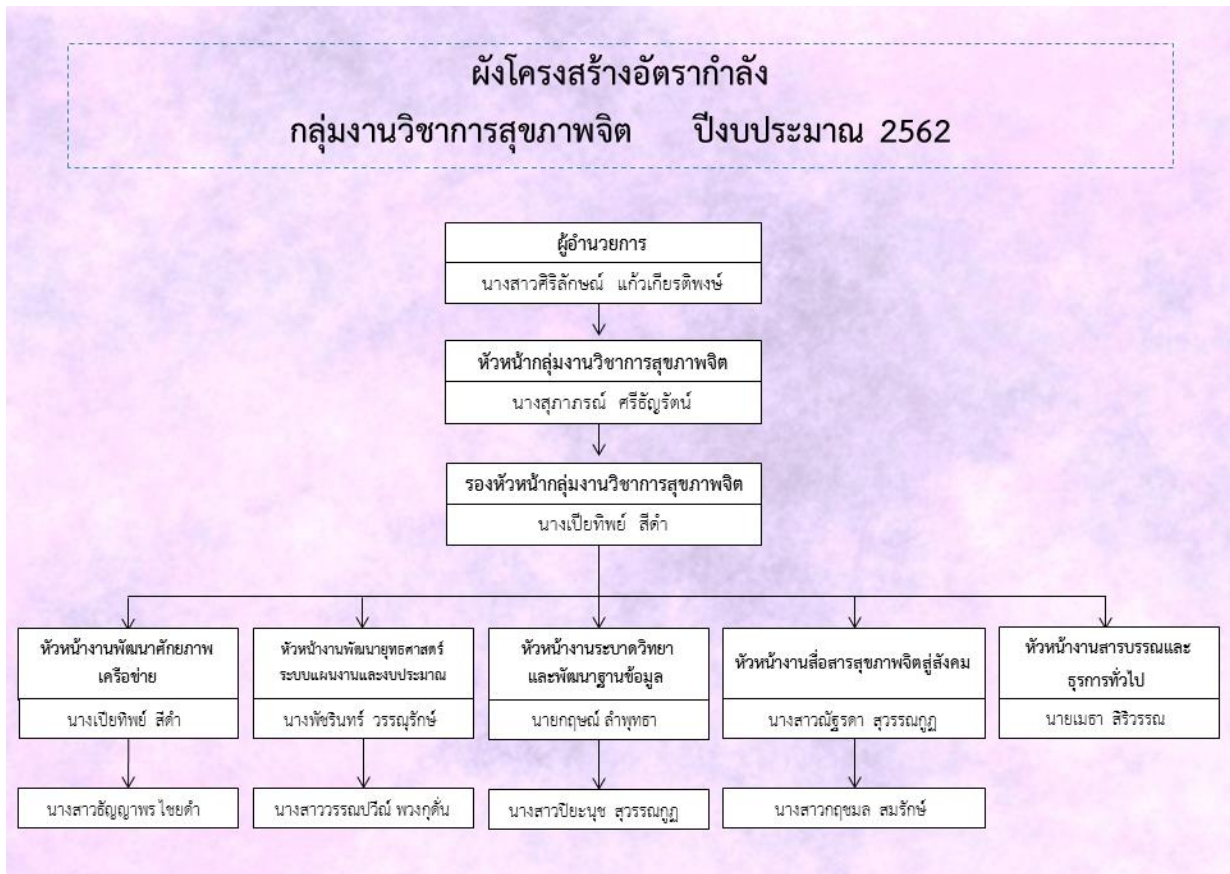 ผังโครงสร้างอัตรากำลัง
กลุ่มงานวิชาการสุขภาพจิต ปีงบประมาณ 2562
ผู้อำนวยการ
นางสาวศิริลักษณ์ แก้วเกียรติพงษ์
หัวหน้ากลุ่มงานวิชาการสุขภาพจิต
นางสุภาภรณ์ ศรีธัญรัตน์
รองหัวหน้ากลุ่มงานวิชาการสุขภาพจิต
นางเปียทิพย์ สีดำ
หัวหน้างานพัฒนาศักยภาพ
เครือข่าย
นางเปียทิพย์ สีดำ
นางสาวธัญญาพร ไชยดำ
หัวหน้างานพัฒนายุทธศาสตร์
ระบบแผนงานและงบประมาณ
นางพัชรินทร์ วรรณุรักษ์
นางสาววรรณปวีณ์ พวงกุดั่น
หัวหน้างานระบาดวิทยา
และพัฒนาฐานข้อมูล
นายกฤษณ์ ลำพุทธา
นางสาวปิยะนุช สุวรรณกูฏ
หัวหน้างานสื่อสารสุขภาพจิตสู่สังคม
นางสาวณัฐรดา สุวรรณกูฏ
นางสาวกฤชมล สมรักษ์
หัวหน้างานสารบรรณและ
ธุรการทั่วไป
นายเมธา สิริวรรณ